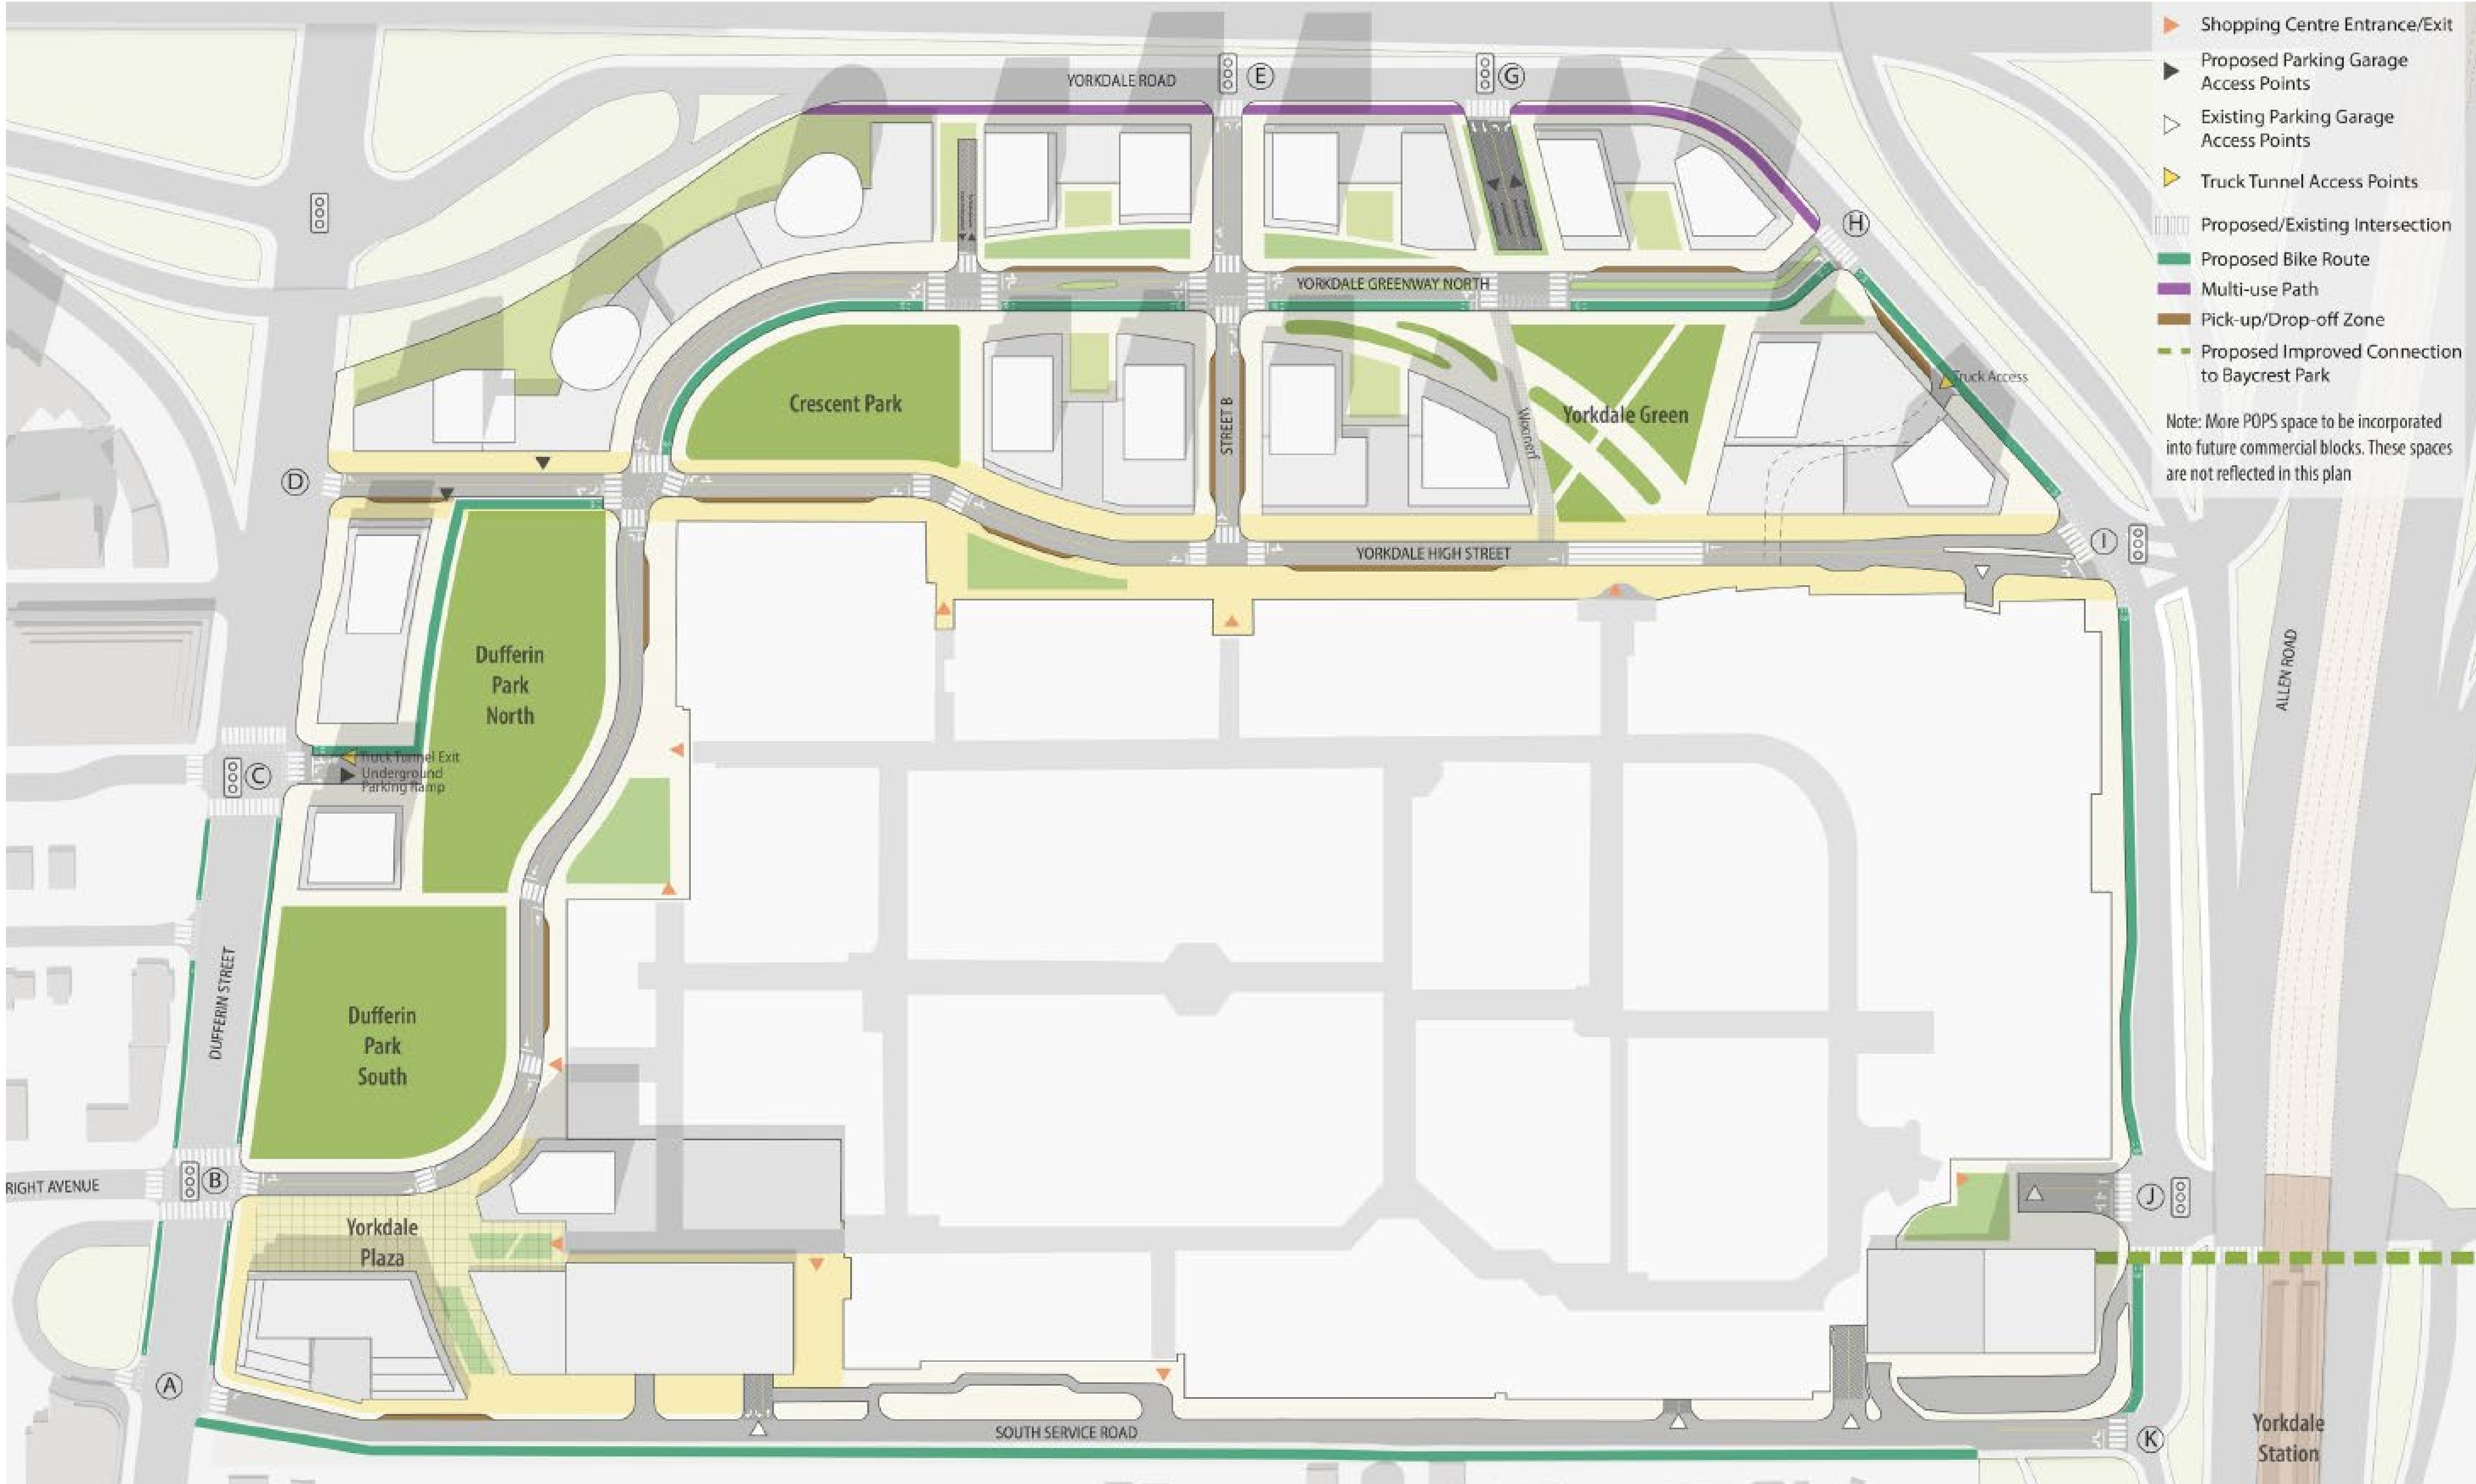 Shopping Centre Entrance/Exit
Proposed Parking Garage
Access Points
Existing Parking Garage
Access Points
Truck Tunnel Access Points
Proposed/Existing Intersection
Proposed Bike Route
Multi-use Path
Pick-up/Drop-off Zone
Proposed Improved Connection
to Baycrest Park
Note: More POPS space to be incorporated
into future commercial blocks. These spaces
are not reflected in this plan
YORKDALE ROAD
E
G
H
YORKDALE GREENWAY NORTH
Truck Access
Crescent Park
STREET B
Woonerf
Yorkdale Green
D
I
YORKDALE HIGH STREET
Dufferin
Park
North
ALLEN ROAD
C
Truck Tunnel Exit
Underground
Parking Ramp
DUFFERIN STREET
Dufferin
Park
South
RIGHT AVENUE
B
J
Yorkdale
Plaza
A
SOUTH SERVICE ROAD
K
Yorkdale
Station